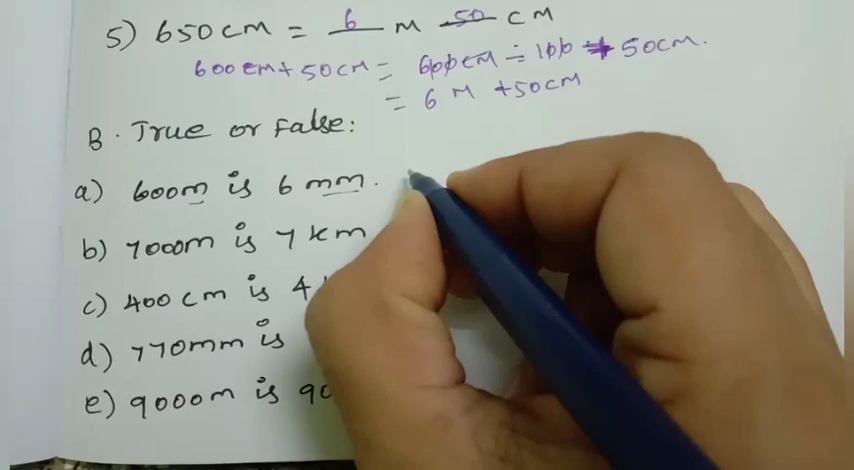 5) 650cm = 6 m 50 cm
600cm + 50cm = 600cm ÷ 100 + 50cm.
= 6 m + 50cm
B. True or False:
a) 600m is 6 mm.
b) 7000m is 7 km
c) 400 cm is 4
d) 770mm is
e) 9000m is 90